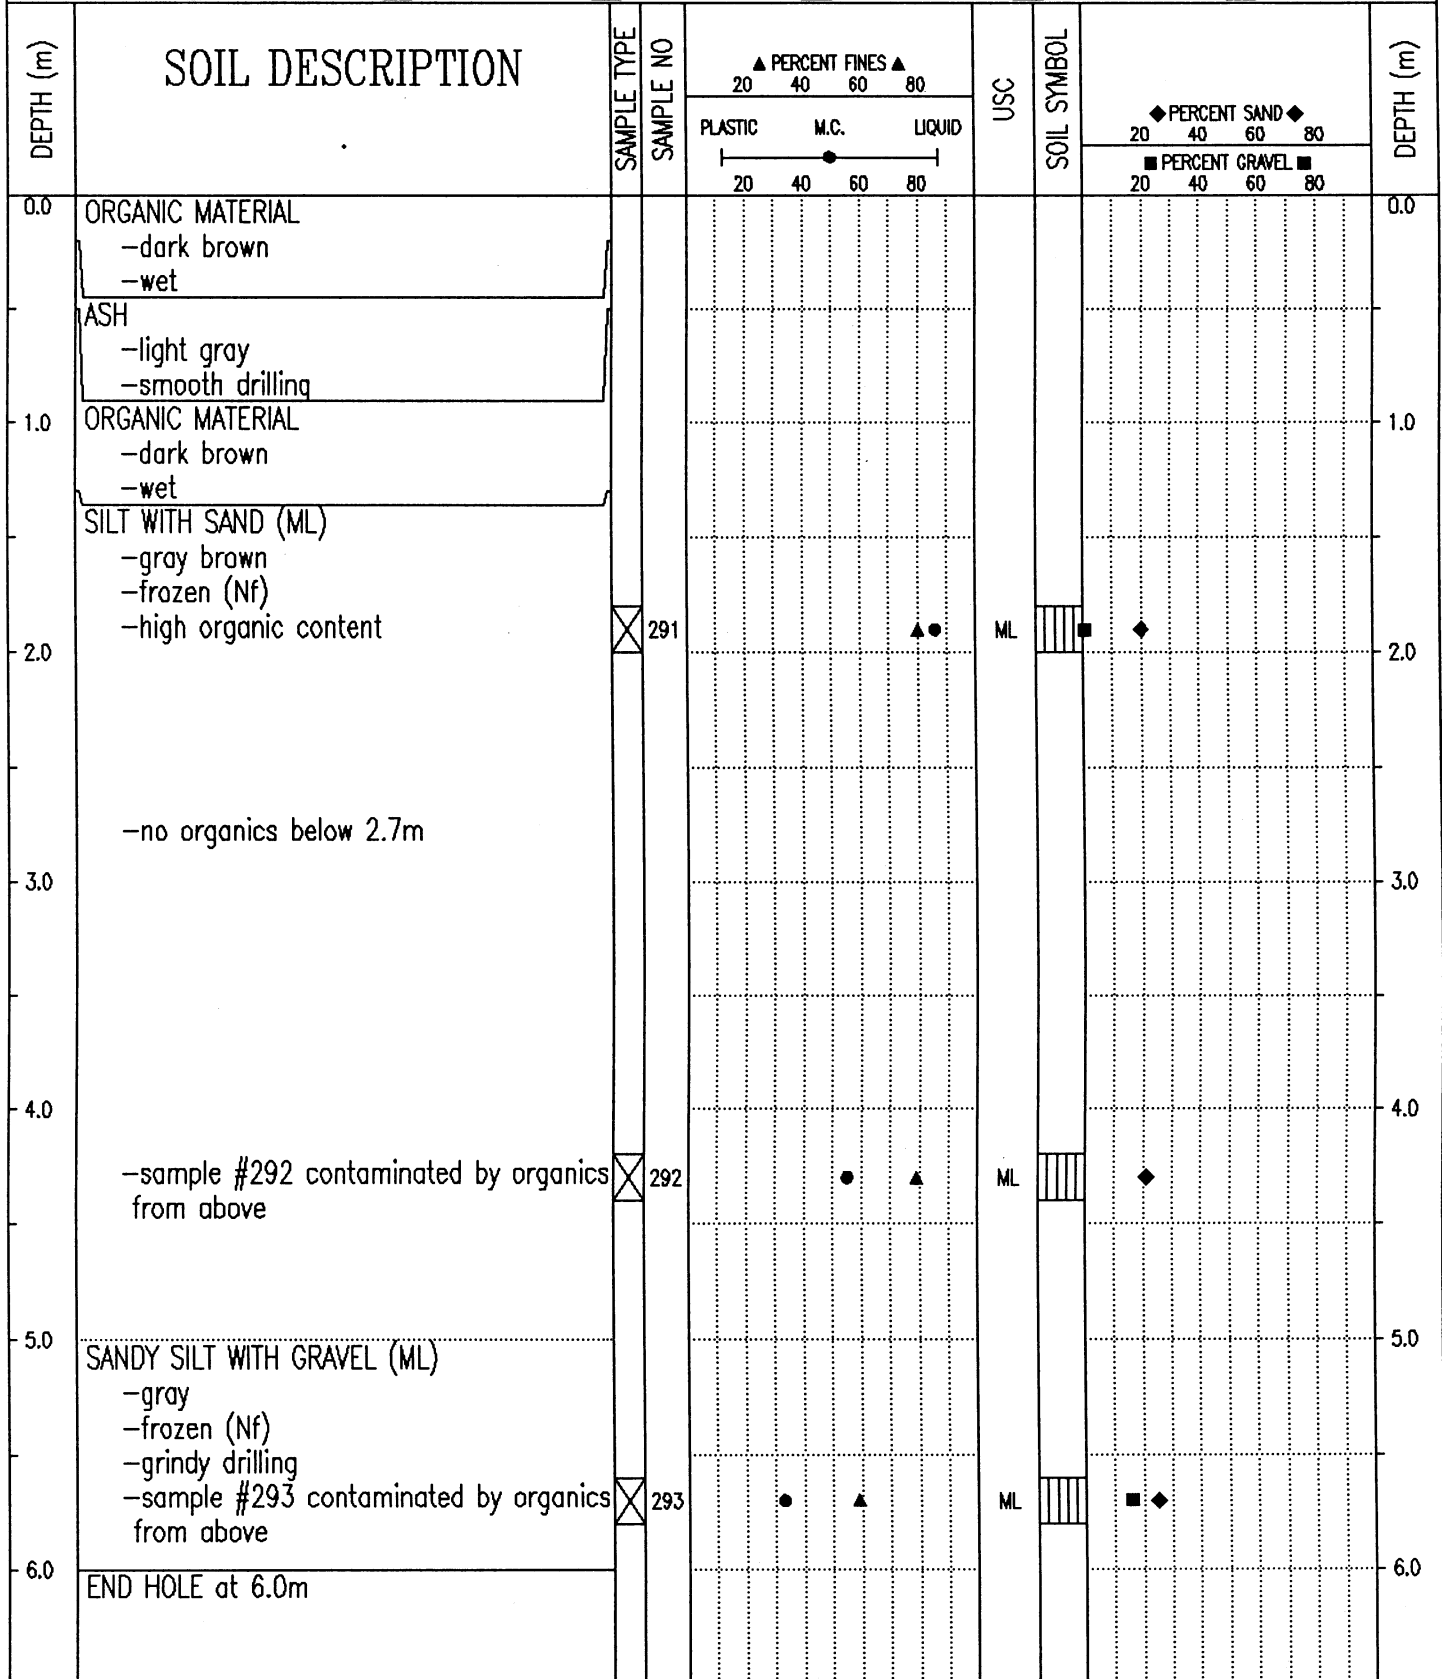 DEPTH (m)
SOIL DESCRIPTION
SAMPLE TYPE
SAMPLE NO
▲ PERCENT FINES ▲
20 40 60 80
PLASTIC M.C. LIQUID
20 40 60 80
USC
SOIL SYMBOL
◆ PERCENT SAND ◆
20 40 60 80
■ PERCENT GRAVEL ■
20 40 60 80
DEPTH (m)
0.0 ORGANIC MATERIAL 0.0
-dark brown
-wet
ASH
-light gray
-smooth drilling
1.0 ORGANIC MATERIAL 1.0
-dark brown
-wet
SILT WITH SAND (ML)
-gray brown
-frozen (Nf)
-high organic content 291 ML
2.0 2.0
-no organics below 2.7m
3.0 3.0
4.0 4.0
-sample #292 contaminated by organics 292 ML
from above
5.0 5.0
SANDY SILT WITH GRAVEL (ML)
-gray
-frozen (Nf)
-grindy drilling
-sample #293 contaminated by organics 293 ML
from above
6.0 6.0
END HOLE at 6.0m